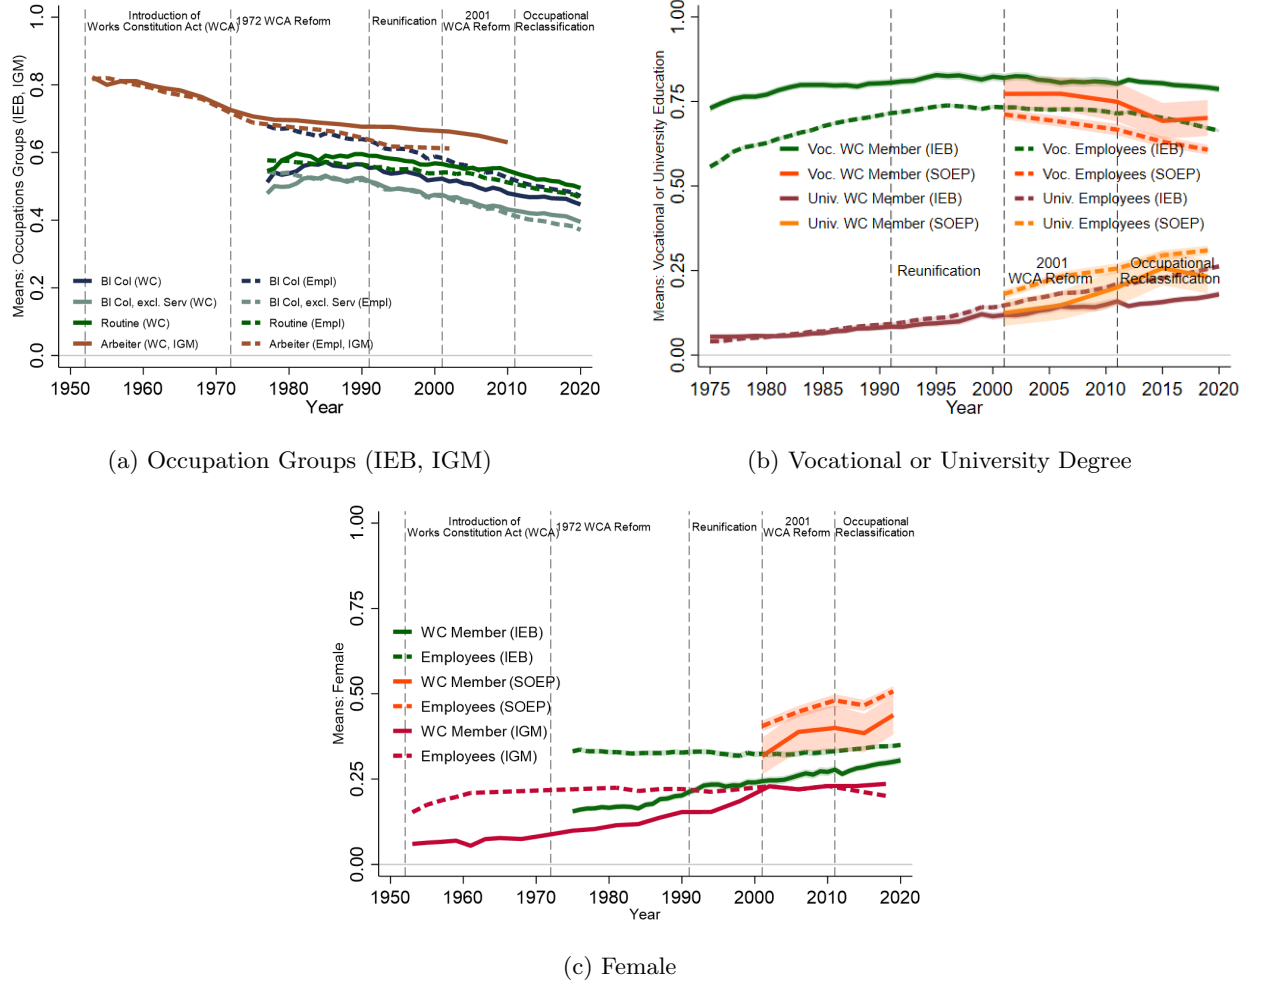 Introduction of
Works Constitution Act (WCA)
1972 WCA Reform
Reunification
2001
WCA Reform
Occupational
Reclassification
Means: Occupations Groups (IEB, IGM)
1.0
0.8
0.6
0.4
0.2
0.0
Bl Col (WC)
Bl Col (Empl)
Bl Col, excl. Serv (WC)
Bl Col, excl. Serv (Empl)
Routine (WC)
Routine (Empl)
Arbeiter (WC, IGM)
Arbeiter (Empl, IGM)
1950 1960 1970 1980 1990 2000 2010 2020
Year
(a) Occupation Groups (IEB, IGM)
Means: Vocational or University Education
1.00
0.75
0.50
0.25
0.00
Voc. WC Member (IEB)
Voc. Employees (IEB)
Voc. WC Member (SOEP)
Voc. Employees (SOEP)
Univ. WC Member (IEB)
Univ. Employees (IEB)
Univ. WC Member (SOEP)
Univ. Employees (SOEP)
Reunification
2001
WCA Reform
Occupational
Reclassification
1975 1980 1985 1990 1995 2000 2005 2010 2015 2020
Year
(b) Vocational or University Degree
Introduction of
Works Constitution Act (WCA)
1972 WCA Reform
Reunification
2001
WCA Reform
Occupational
Reclassification
Means: Female
1.00
0.75
0.50
0.25
0.00
WC Member (IEB)
Employees (IEB)
WC Member (SOEP)
Employees (SOEP)
WC Member (IGM)
Employees (IGM)
1950 1960 1970 1980 1990 2000 2010 2020
Year
(c) Female